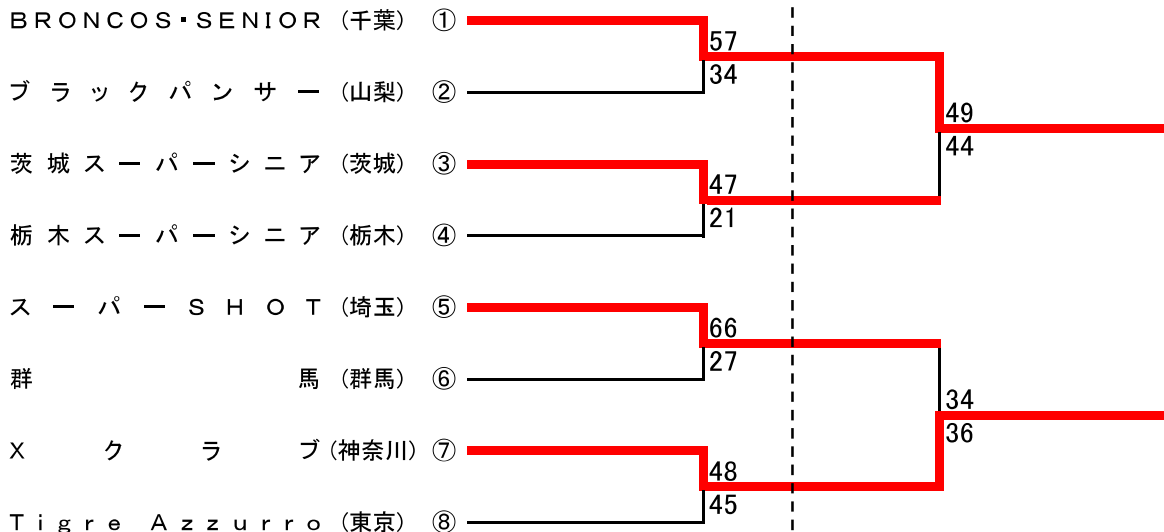 BRONCOS・SENIOR (千葉) ①
57
34
ブラックパンサー (山梨) ②
49
44
茨城スーパーシニア (茨城) ③
47
21
栃木スーパーシニア (栃木) ④
スーパーSHOT (埼玉) ⑤
66
27
群馬 (群馬) ⑥
34
36
Xクラブ (神奈川) ⑦
48
45
Tigre Azzurro (東京) ⑧